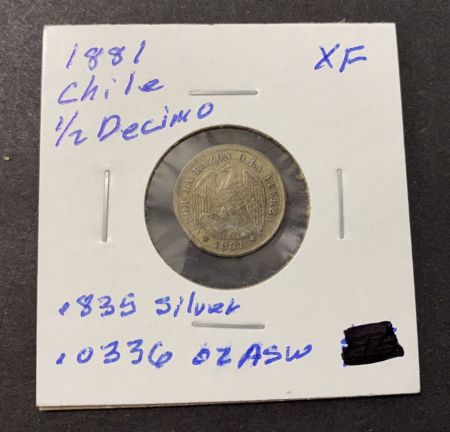 1881 XF
Chile
1/2 Decimo
POR LA RAZON O LA FUERZA
1881
.835 silver
.0336 oz ASW